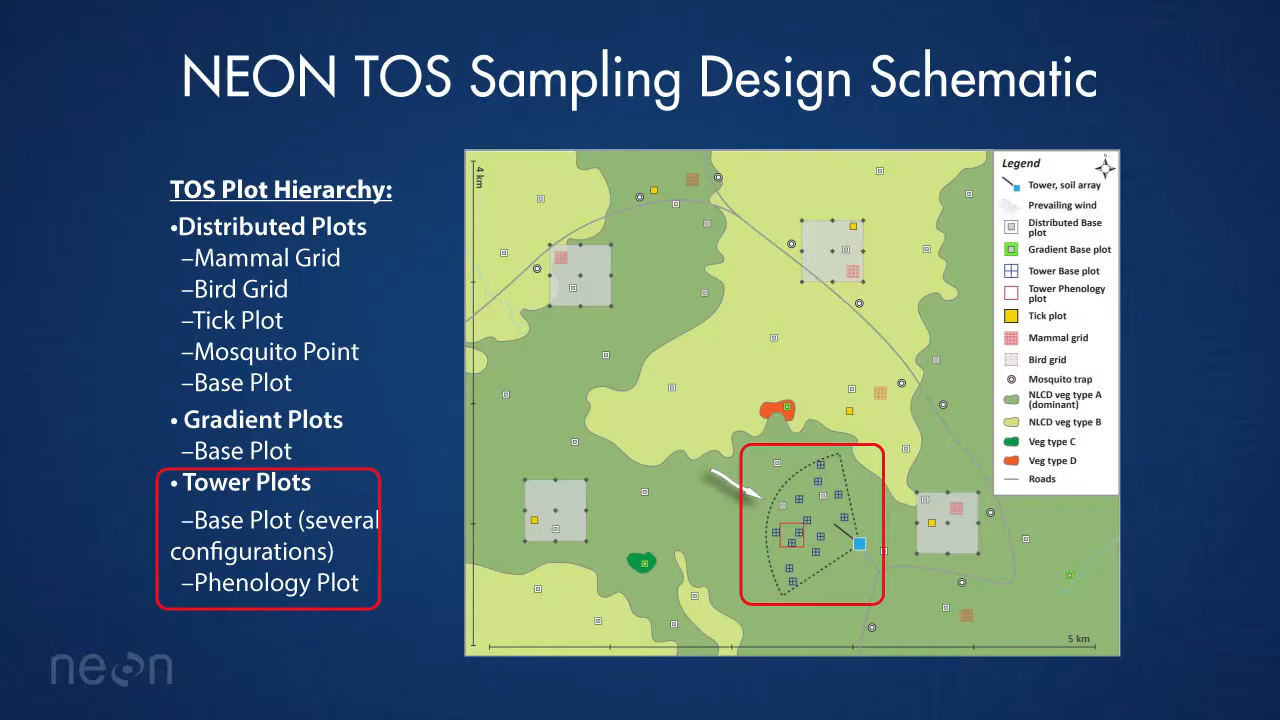 NEON TOS Sampling Design Schematic
TOS Plot Hierarchy:
•Distributed Plots
–Mammal Grid
–Bird Grid
–Tick Plot
–Mosquito Point
–Base Plot
• Gradient Plots
–Base Plot
• Tower Plots
–Base Plot (several
configurations)
–Phenology Plot
neon
4 km
5 km
Legend
N
Tower, soil array
Prevailing wind
Distributed Base
plot
Gradient Base plot
Tower Base plot
Tower Phenology
plot
Tick plot
Mammal grid
Bird grid
Mosquito trap
NLCD veg type A
(dominant)
NLCD veg type B
Veg type C
Veg type D
Roads